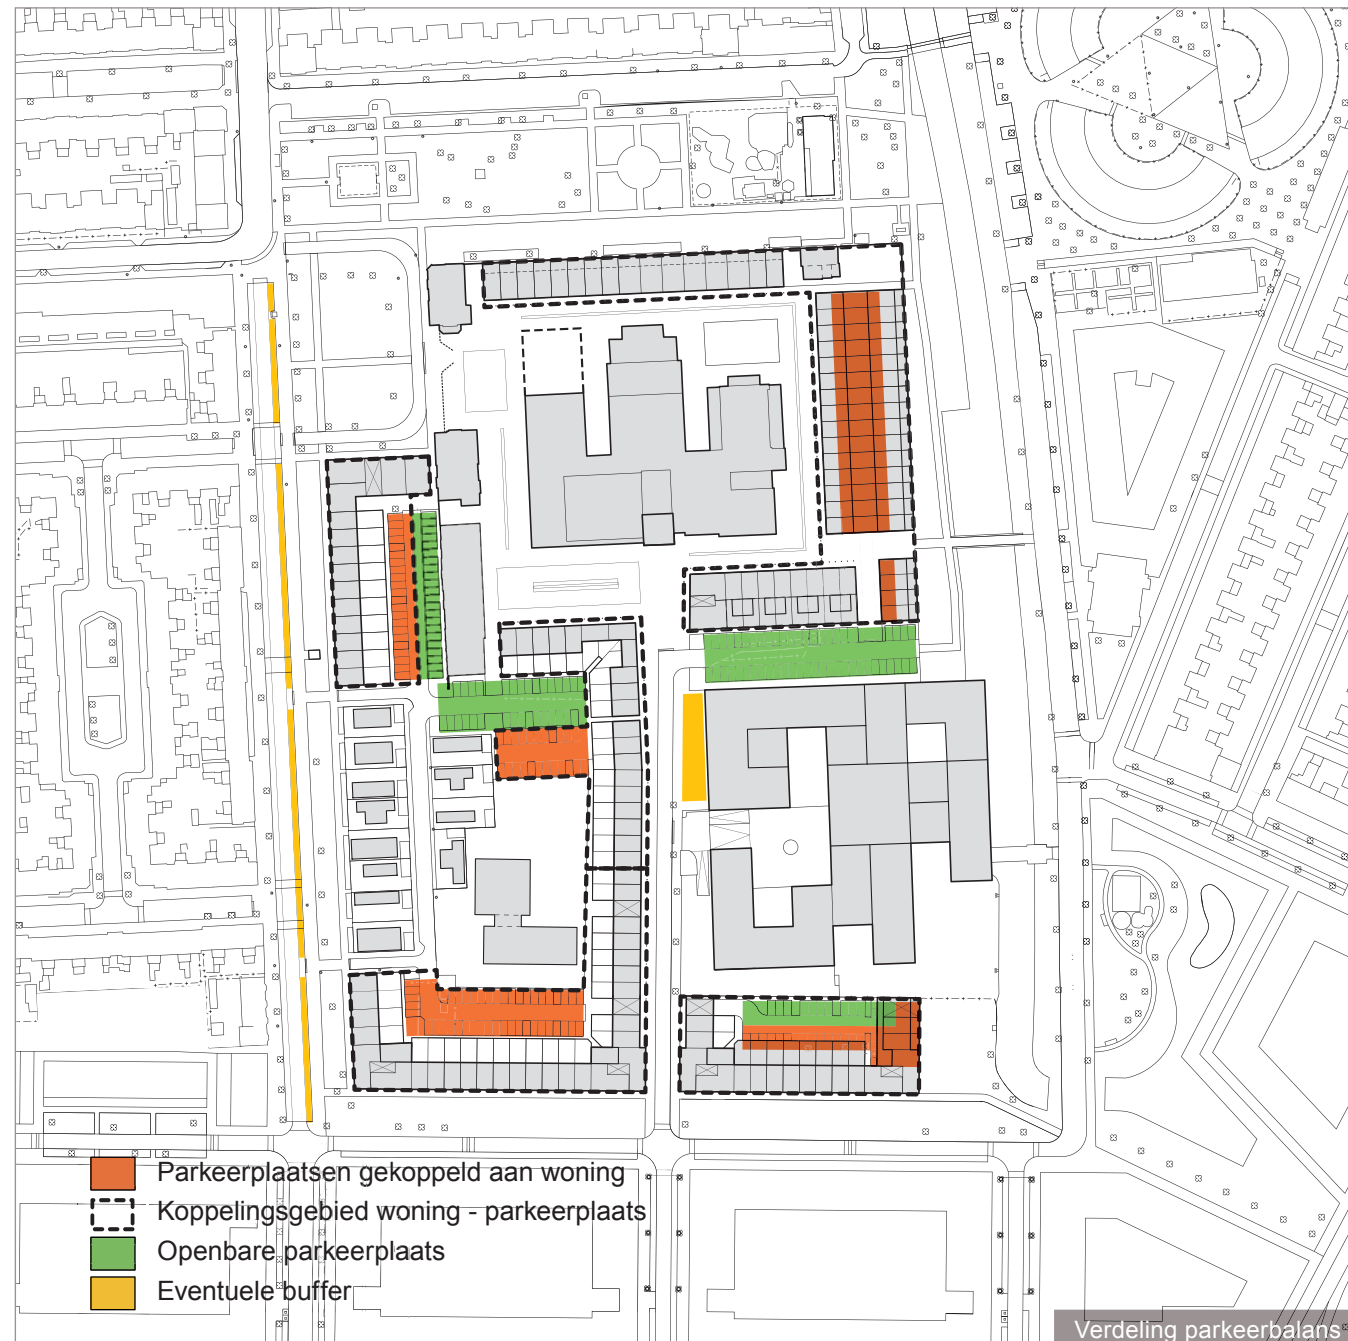 Parkeerplaatsen gekoppeld aan woning
Koppelingsgebied woning - parkeerplaats
Openbare parkeerplaats
Eventuele buffer
Verdeling parkeerbalans